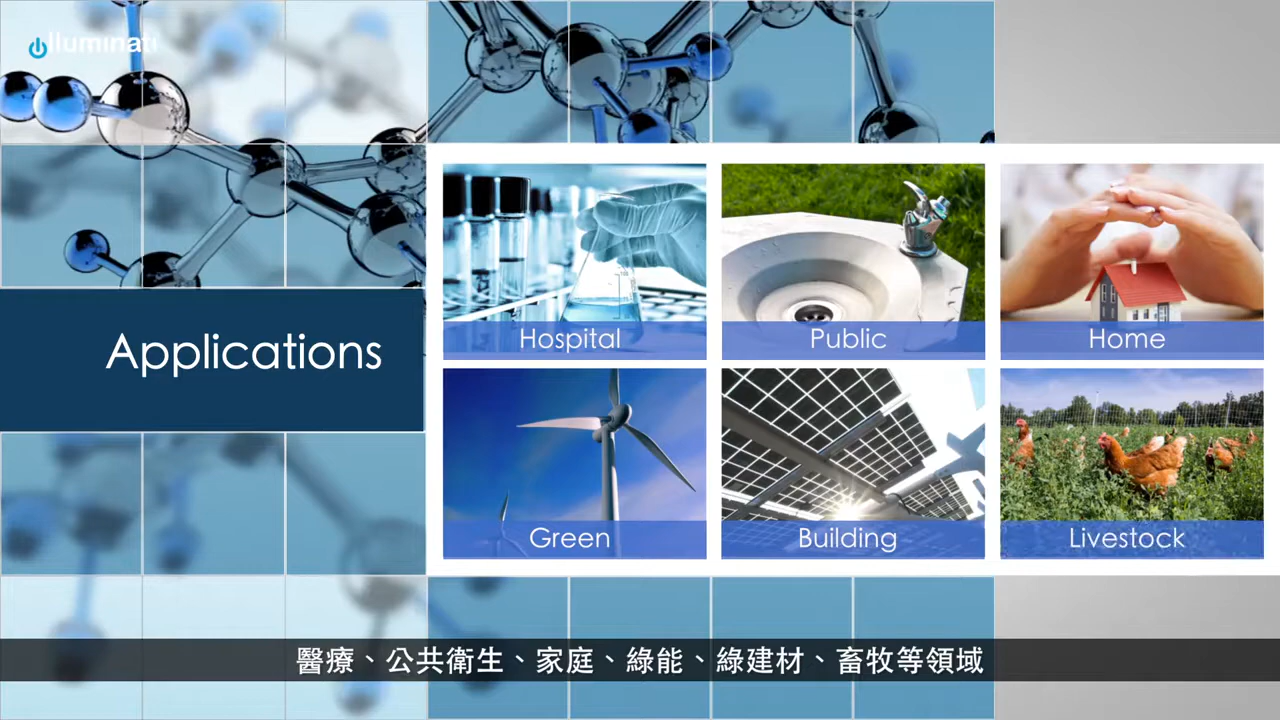 Illuminati
Applications
Hospital
Public
Home
Green
Building
Livestock
醫療、公共衛生、家庭、綠能、綠建材、畜牧等領域